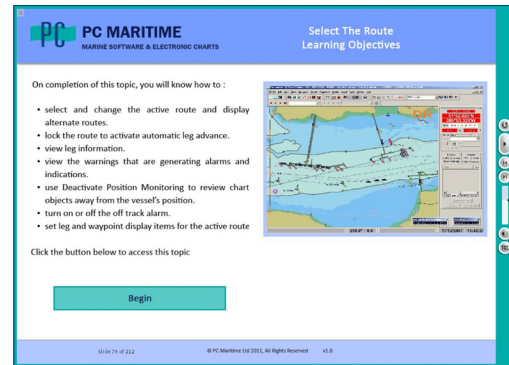 PC MARITIME
MARINE SOFTWARE & ELECTRONIC CHARTS
Select The Route
Learning Objectives
On completion of this topic, you will know how to :
• select and change the active route and display
alternate routes.
• lock the route to activate automatic leg advance.
• view leg information.
• view the warnings that are generating alarms and
indications.
• use Deactivate Position Monitoring to review chart
objects away from the vessel's position.
• turn on or off the off track alarm.
• set leg and waypoint display items for the active route
DR
Click the button below to access this topic
Begin
Slide 79 of 212
© PC Maritime Ltd 2011, All Rights Reserved
v1.0